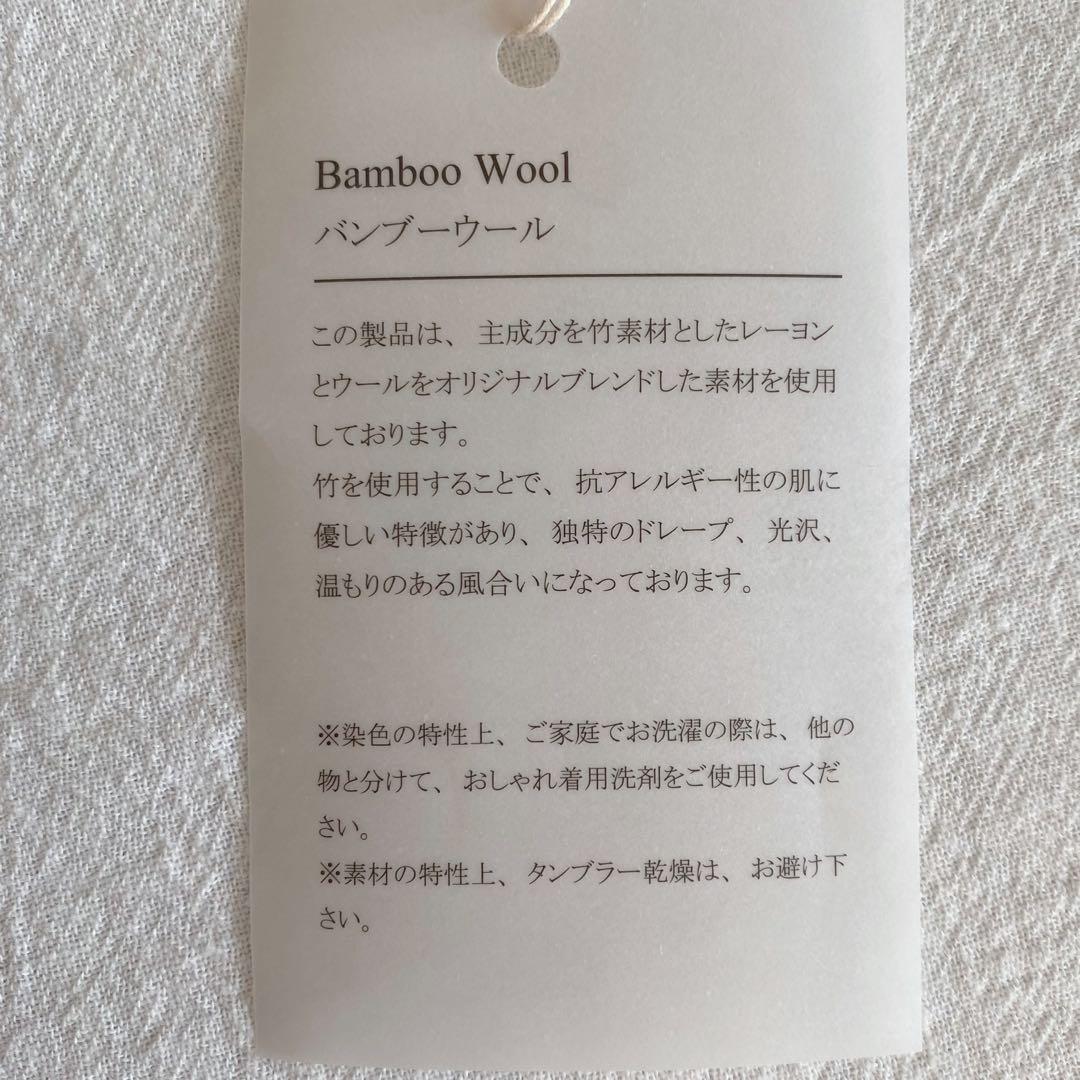 Bamboo Wool
バンブーウール
この製品は、主成分を竹素材としたレーヨン
とウールをオリジナルブレンドした素材を使用
しております。
竹を使用することで、抗アレルギー性の肌に
優しい特徴があり、独特のドレープ、光沢、
温もりのある風合いになっております。
※染色の特性上、ご家庭でお洗濯の際は、他の
物と分けて、おしゃれ着用洗剤をご使用してくだ
さい。
※素材の特性上、タンブラー乾燥は、お避け下
さい。